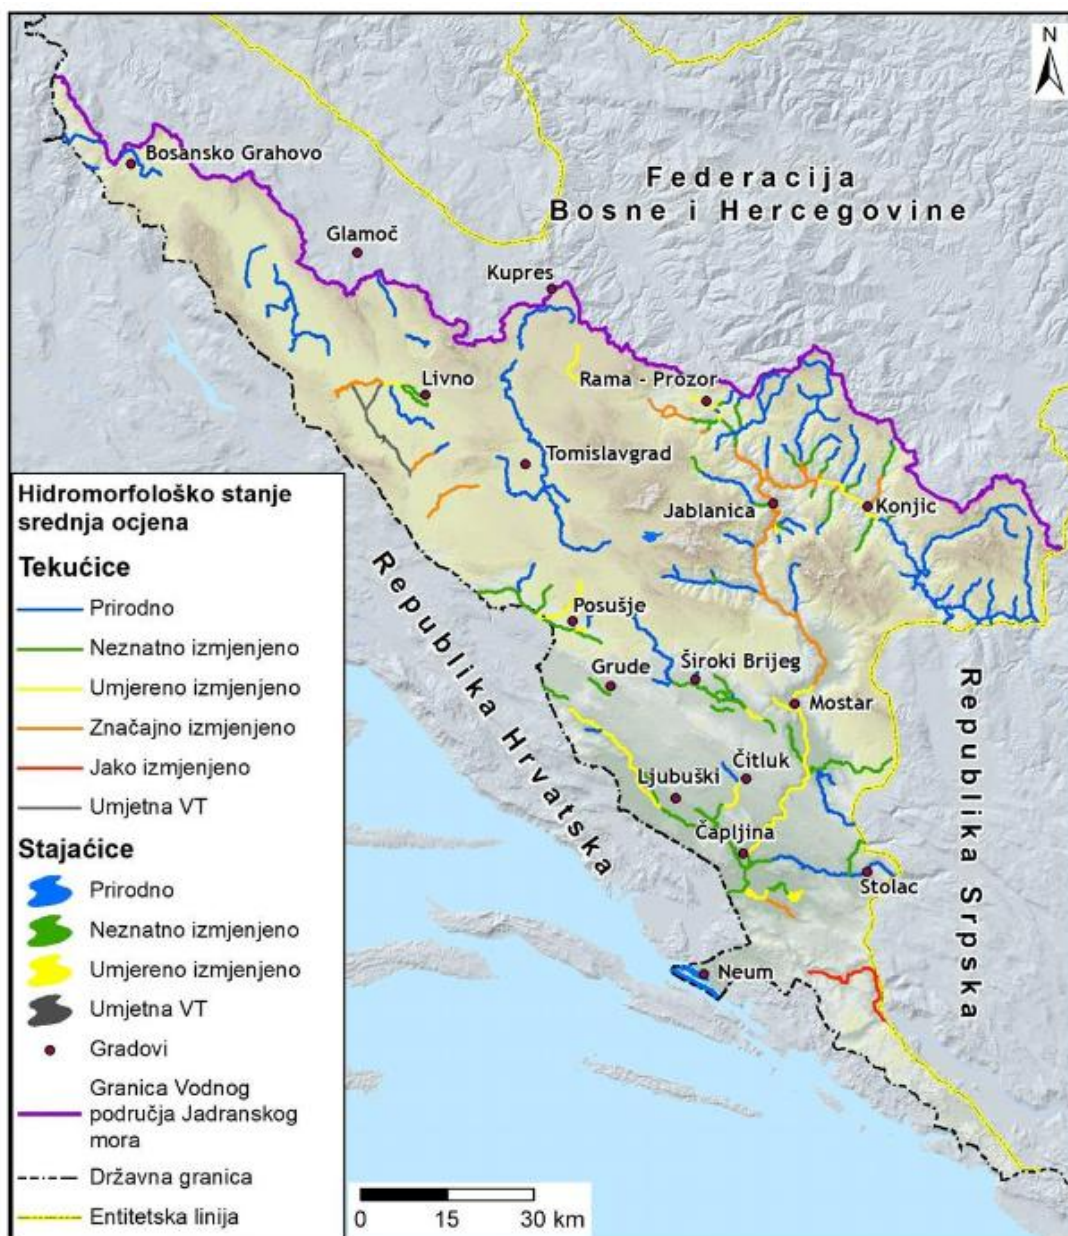 N
Bosansko Grahovo
Federacija
Bosne i Hercegovine
Glamoč
Kupres
Livno
Rama - Prozor
Tomislavgrad
Jablanica
Konjic
Republika Hrvatska
Posušje
Grude
Široki Brijeg
Mostar
Republika Srpska
Ljubuški
Čitluk
Čapljina
Stolac
Neum
Hidromorfološko stanje
srednja ocjena
Tekućice
Prirodno
Neznatno izmjenjeno
Umjereno izmjenjeno
Značajno izmjenjeno
Jako izmjenjeno
Umjetna VT
Stajaćice
Prirodno
Neznatno izmjenjeno
Umjereno izmjenjeno
Umjetna VT
Gradovi
Granica Vodnog
područja Jadranskog
mora
Državna granica
Entitetska linija
0 15 30 km